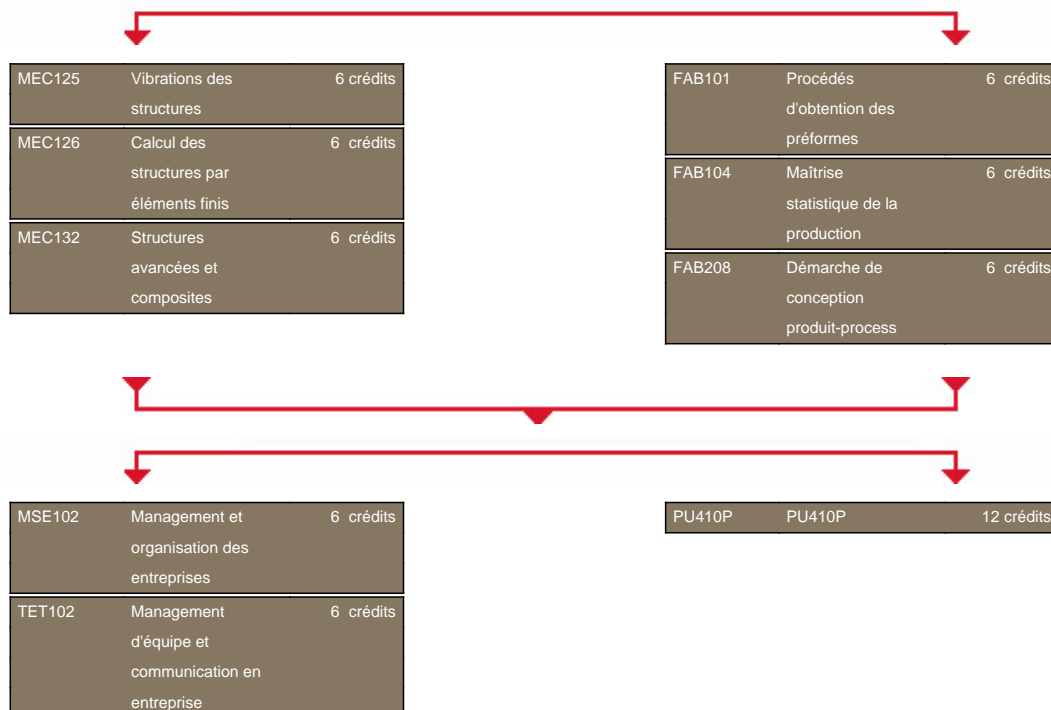 MEC125 Vibrations des 6 crédits
structures
MEC126 Calcul des 6 crédits
structures par
éléments finis
MEC132 Structures 6 crédits
avancées et
composites
FAB101 Procédés 6 crédits
d'obtention des
préformes
FAB104 Maîtrise 6 crédits
statistique de la
production
FAB208 Démarche de 6 crédits
conception
produit-process
MSE102 Management et 6 crédits
organisation des
entreprises
TET102 Management 6 crédits
d'équipe et
communication en
entreprise
PU410P PU410P 12 crédits